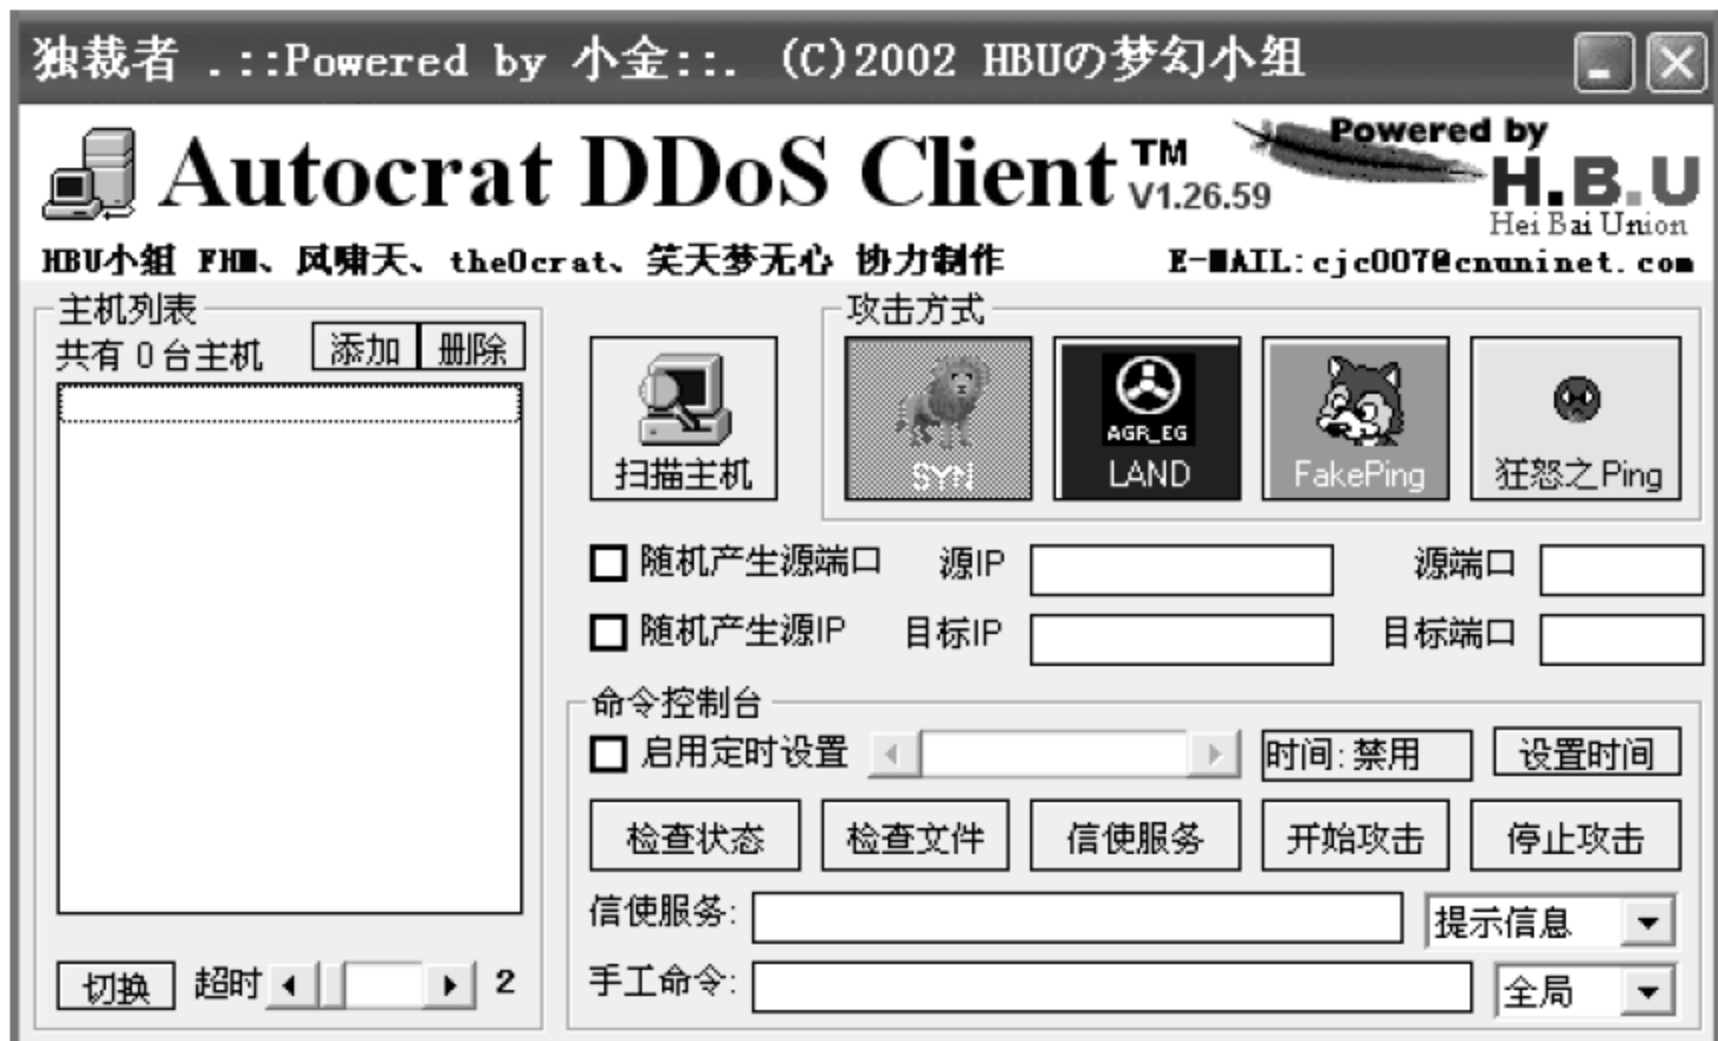 独裁者 .::Powered by 小金::. (C)2002 HBUの梦幻小组
Autocrat DDoS Client TM V1.26.59
Powered by
H.B.U
Hei Bai Union
HBU小组 FHM、风啸天、the0crat、笑天梦无心 协力制作 E-MAIL:cjc007@cnuninet.com
主机列表
共有 0 台主机 添加 删除
扫描主机
攻击方式
SYN
AGR_EG
LAND
FakePing
狂怒之 Ping
随机产生源端口 源IP 源端口
随机产生源IP 目标IP 目标端口
命令控制台
启用定时设置 时间: 禁用 设置时间
检查状态 检查文件 信使服务 开始攻击 停止攻击
信使服务: 提示信息
手工命令: 全局
切换 超时 2